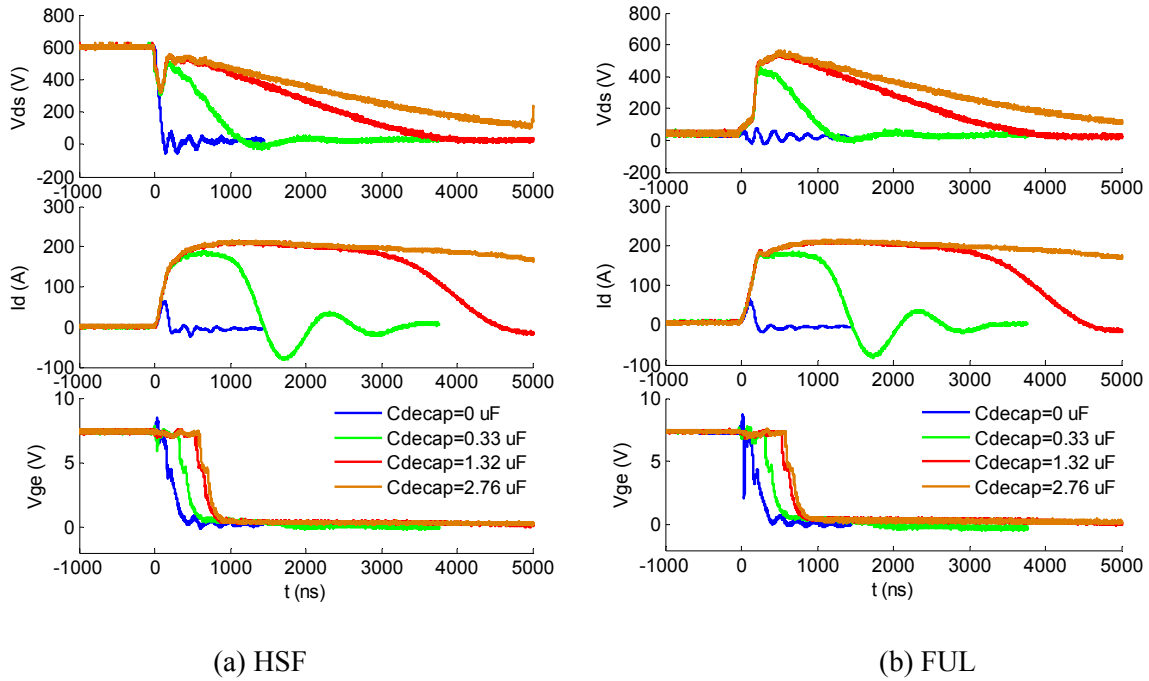 800
600
400
200
0
-200
Vds (V)
-1000 0 1000 2000 3000 4000 5000
300
200
100
0
-100
Id (A)
-1000 0 1000 2000 3000 4000 5000
10
5
0
Vge (V)
Cdecap=0 uF
Cdecap=0.33 uF
Cdecap=1.32 uF
Cdecap=2.76 uF
-1000 0 1000 2000 3000 4000 5000
t (ns)
(a) HSF
800
600
400
200
0
-200
Vds (V)
-1000 0 1000 2000 3000 4000 5000
300
200
100
0
-100
Id (A)
-1000 0 1000 2000 3000 4000 5000
10
5
0
Vge (V)
Cdecap=0 uF
Cdecap=0.33 uF
Cdecap=1.32 uF
Cdecap=2.76 uF
-1000 0 1000 2000 3000 4000 5000
t (ns)
(b) FUL